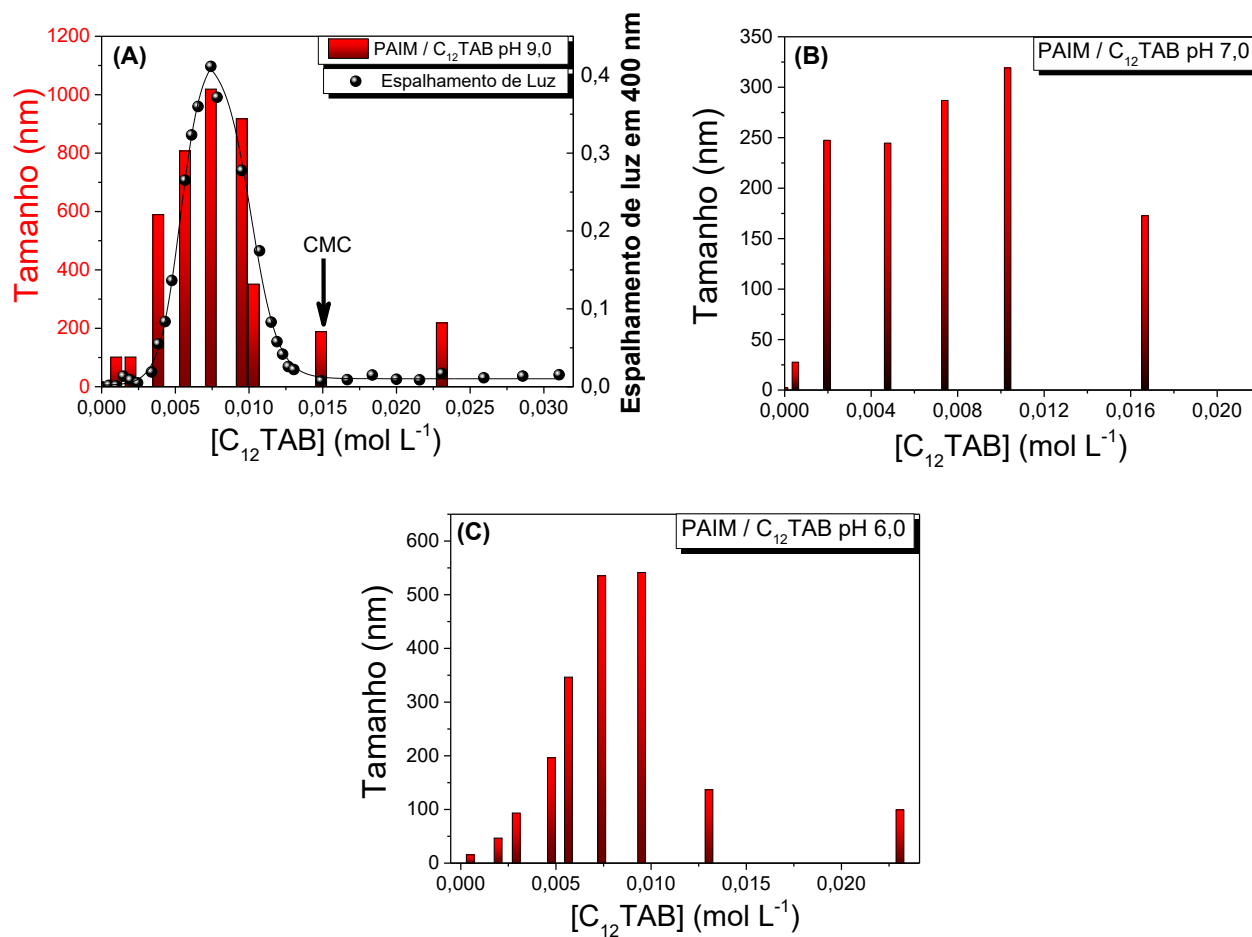 (A)
PAIM / C₁₂TAB pH 9,0
Espalhamento de Luz
CMC
1200
1000
800
600
400
200
0
Tamanho (nm)
0,4
0,3
0,2
0,1
0,0
Espalhamento de luz em 400 nm
0,000 0,005 0,010 0,015 0,020 0,025 0,030
[C₁₂TAB] (mol L⁻¹)
(B)
PAIM / C₁₂TAB pH 7,0
350
300
250
200
150
100
50
0
Tamanho (nm)
0,000 0,004 0,008 0,012 0,016 0,020
[C₁₂TAB] (mol L⁻¹)
(C)
PAIM / C₁₂TAB pH 6,0
600
500
400
300
200
100
0
Tamanho (nm)
0,000 0,005 0,010 0,015 0,020
[C₁₂TAB] (mol L⁻¹)